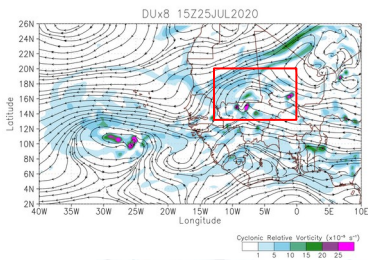 DUx8 15Z25JUL2020
26N
24N
22N
20N
18N
16N
14N
12N
10N
8N
6N
4N
2N
Latitude
40W 35W 30W 25W 20W 15W 10W 5W 0 5E 10E
Longitude
Cyclonic Relative Vorticity (x10⁻⁵ s⁻¹)
1 5 10 15 20 25